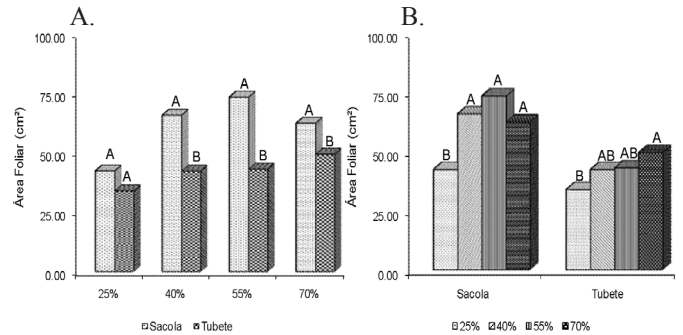 A.
100.00
75.00
50.00
25.00
0.00
Área Foliar (cm²)
A
A
A
B
A
B
A
B
25%
40%
55%
70%
Sacola
Tubete
B.
100.00
75.00
50.00
25.00
0.00
Área Foliar (cm²)
B
A
A
A
B
AB
AB
A
Sacola
Tubete
25%
40%
55%
70%